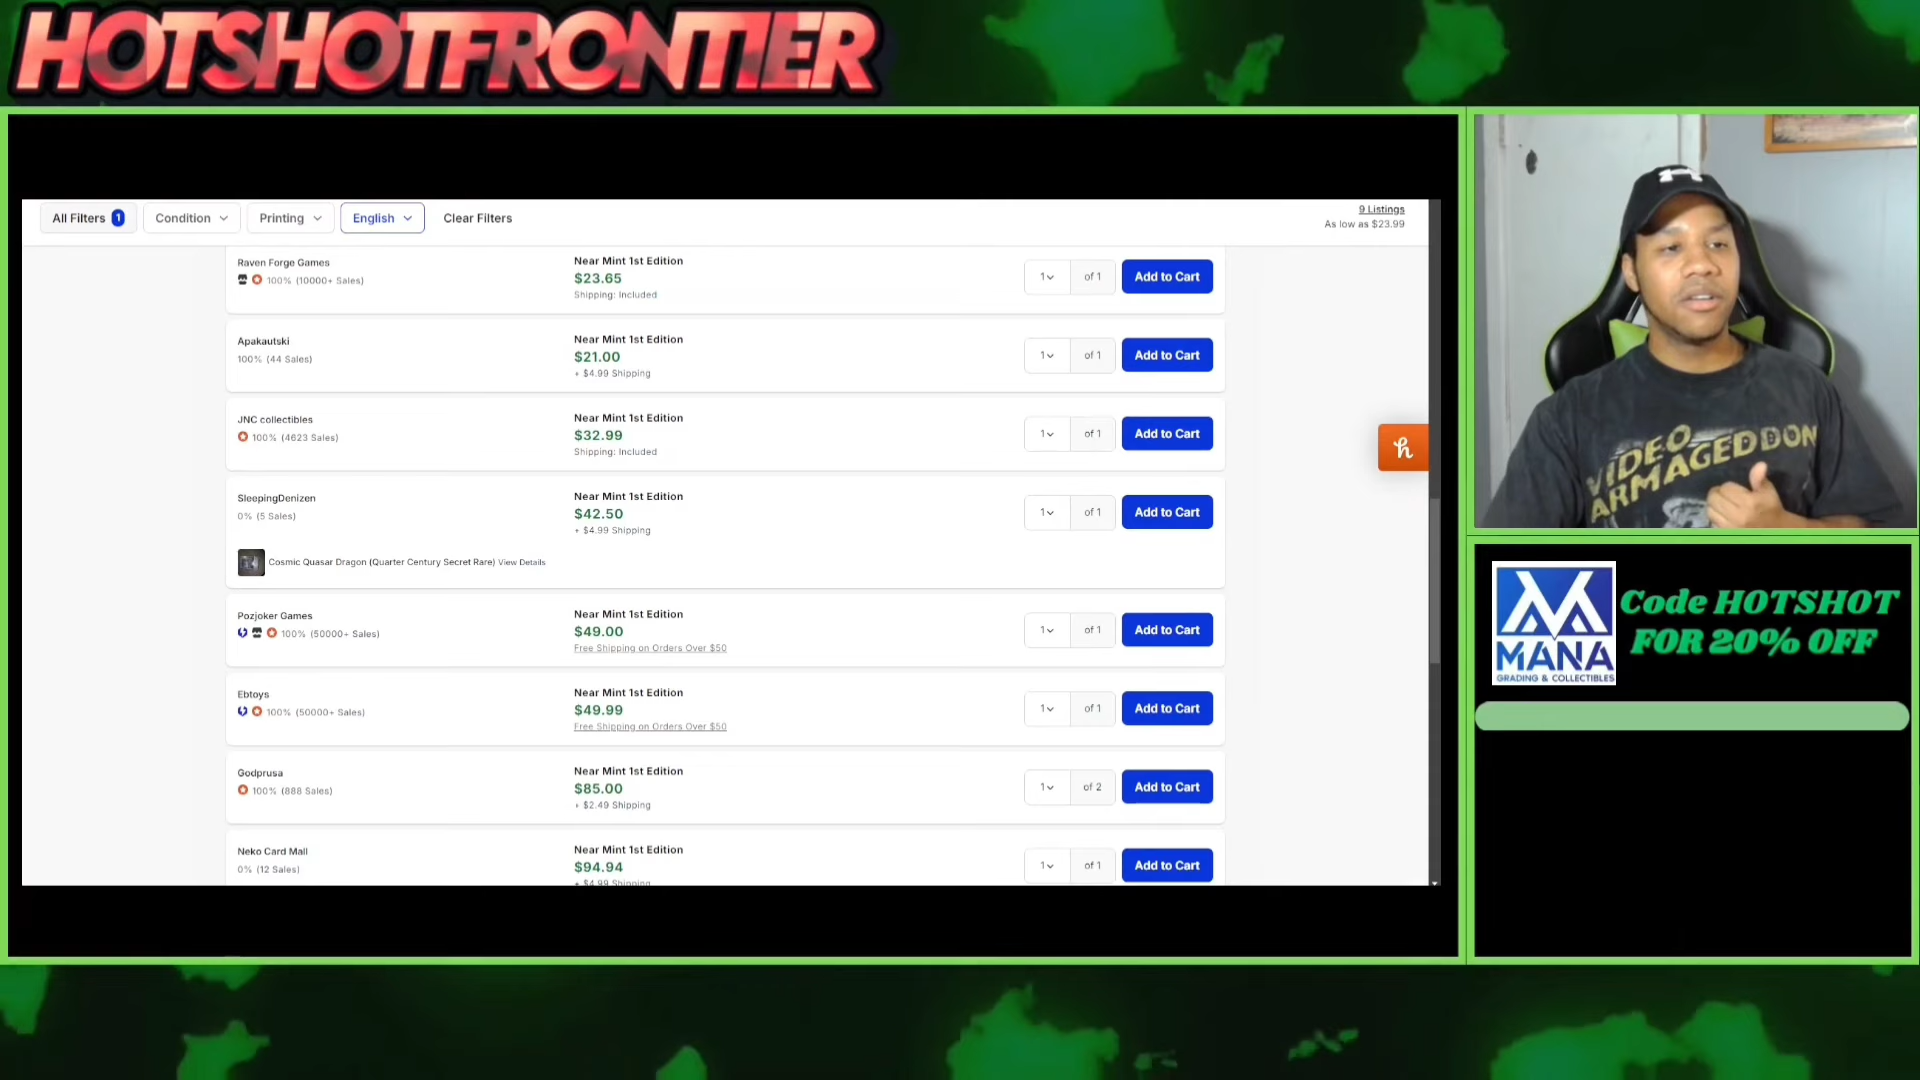 HOTSHOTFRONTIER
All Filters 1
Condition
Printing
English
Clear Filters
9 Listings
As low as $23.99
Raven Forge Games
100% (10000+ Sales)
Near Mint 1st Edition
$23.65
Shipping: Included
1
of 1
Add to Cart
Apakautski
100% (44 Sales)
Near Mint 1st Edition
$21.00
+ $4.99 Shipping
1
of 1
Add to Cart
JNC collectibles
100% (4623 Sales)
Near Mint 1st Edition
$32.99
Shipping: Included
1
of 1
Add to Cart
SleepingDenizen
0% (5 Sales)
Near Mint 1st Edition
$42.50
+ $4.99 Shipping
1
of 1
Add to Cart
Cosmic Quasar Dragon (Quarter Century Secret Rare) View Details
Pozjoker Games
100% (50000+ Sales)
Near Mint 1st Edition
$49.00
Free Shipping on Orders Over $50
1
of 1
Add to Cart
Ebtoys
100% (50000+ Sales)
Near Mint 1st Edition
$49.99
Free Shipping on Orders Over $50
1
of 1
Add to Cart
Godprusa
100% (888 Sales)
Near Mint 1st Edition
$85.00
+ $2.49 Shipping
1
of 2
Add to Cart
Neko Card Mall
0% (12 Sales)
Near Mint 1st Edition
$94.94
+ $4.99 Shipping
1
of 1
Add to Cart
h
VIDEO
ARMAGEDDON
MANA
GRADING & COLLECTIBLES
Code HOTSHOT
FOR 20% OFF